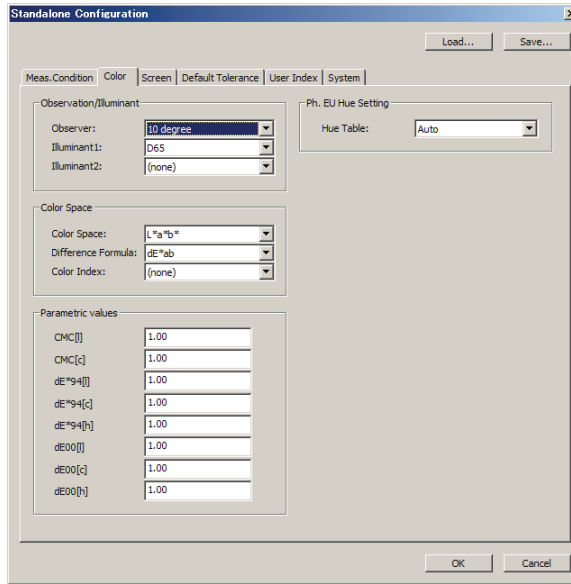 Standalone Configuration
Load... Save...
Meas.Condition Color Screen Default Tolerance User Index System
Observation/Illuminant
Observer: 10 degree
Illuminant1: D65
Illuminant2: (none)
Ph. EU Hue Setting
Hue Table: Auto
Color Space
Color Space: L*a*b*
Difference Formula: dE*ab
Color Index: (none)
Parametric values
CMC[l] 1.00
CMC[c] 1.00
dE*94[l] 1.00
dE*94[c] 1.00
dE*94[h] 1.00
dE00[l] 1.00
dE00[c] 1.00
dE00[h] 1.00
OK Cancel